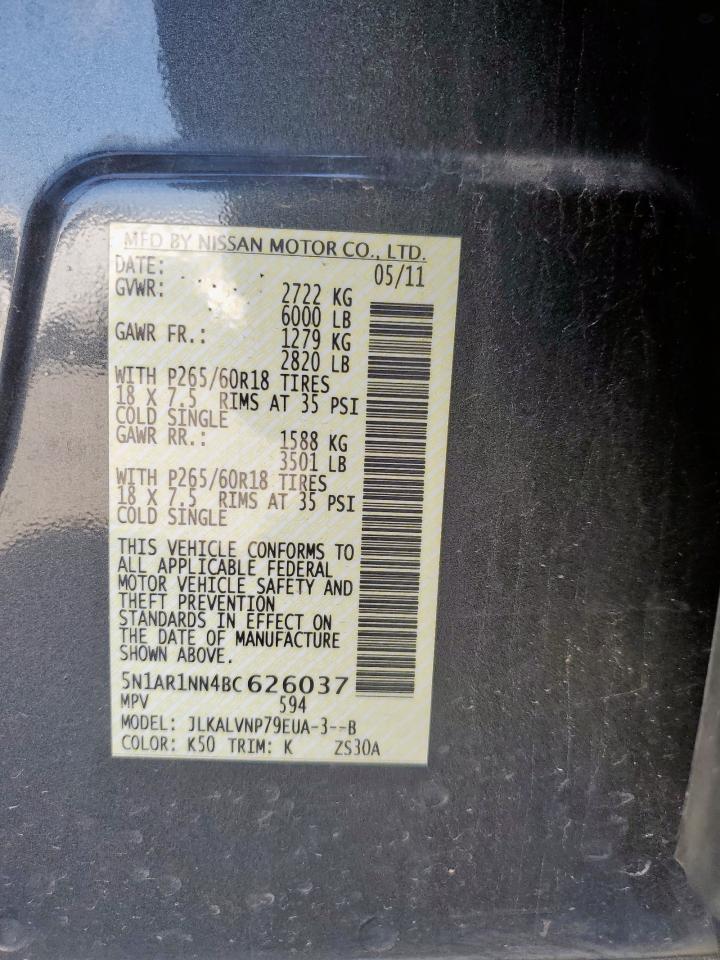 MFD BY NISSAN MOTOR CO., LTD.
DATE: 05/11
GVWR: 2722 KG
6000 LB
GAWR FR.: 1279 KG
2820 LB
WITH P265/60R18 TIRES
18 X 7.5 RIMS AT 35 PSI
COLD SINGLE
GAWR RR.: 1588 KG
3501 LB
WITH P265/60R18 TIRES
18 X 7.5 RIMS AT 35 PSI
COLD SINGLE
THIS VEHICLE CONFORMS TO
ALL APPLICABLE FEDERAL
MOTOR VEHICLE SAFETY AND
THEFT PREVENTION
STANDARDS IN EFFECT ON
THE DATE OF MANUFACTURE
SHOWN ABOVE.
5N1AR1NN4BC626037
MPV 594
MODEL: JLKALVNP79EUA-3--B
COLOR: K50 TRIM: K ZS30A